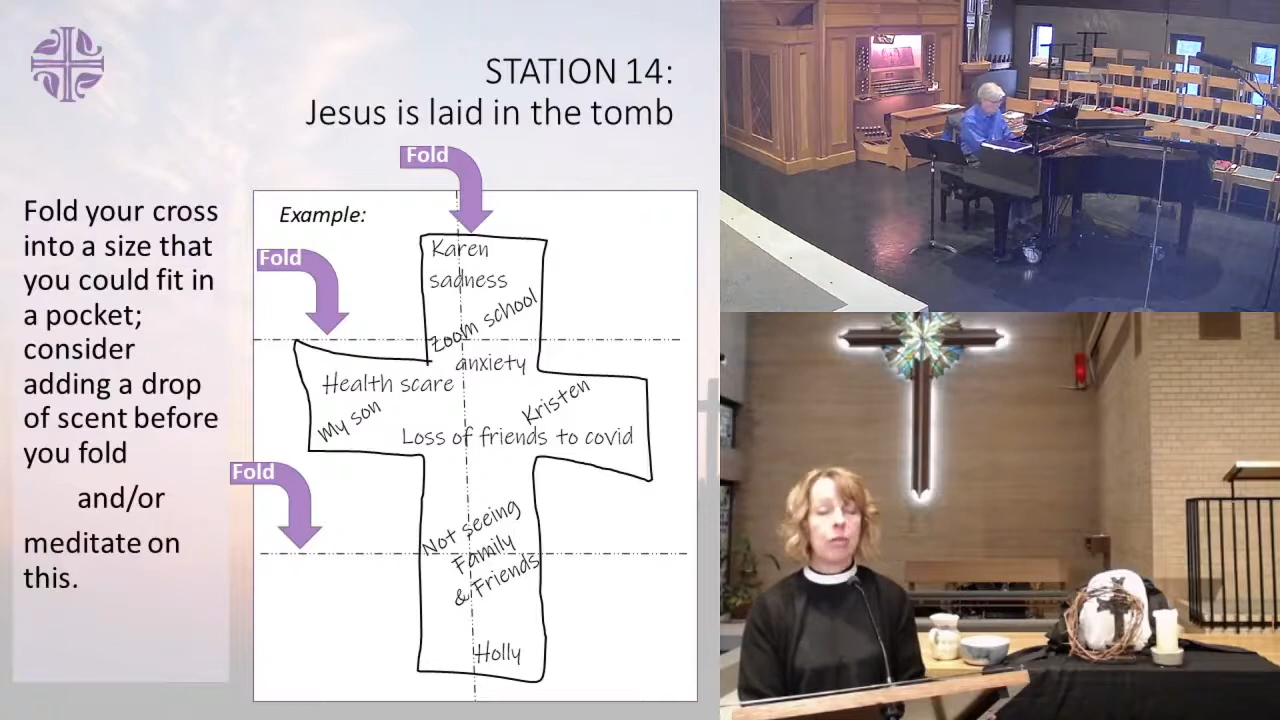 STATION 14:
Jesus is laid in the tomb
Fold your cross
into a size that
you could fit in
a pocket;
consider
adding a drop
of scent before
you fold
and/or
meditate on
this.
Fold
Example:
Fold
Fold
Karen
sadness
Zoom school
anxiety
Health scare
My son
Kristen
Loss of friends to covid
Not seeing
Family
& Friends
Holly